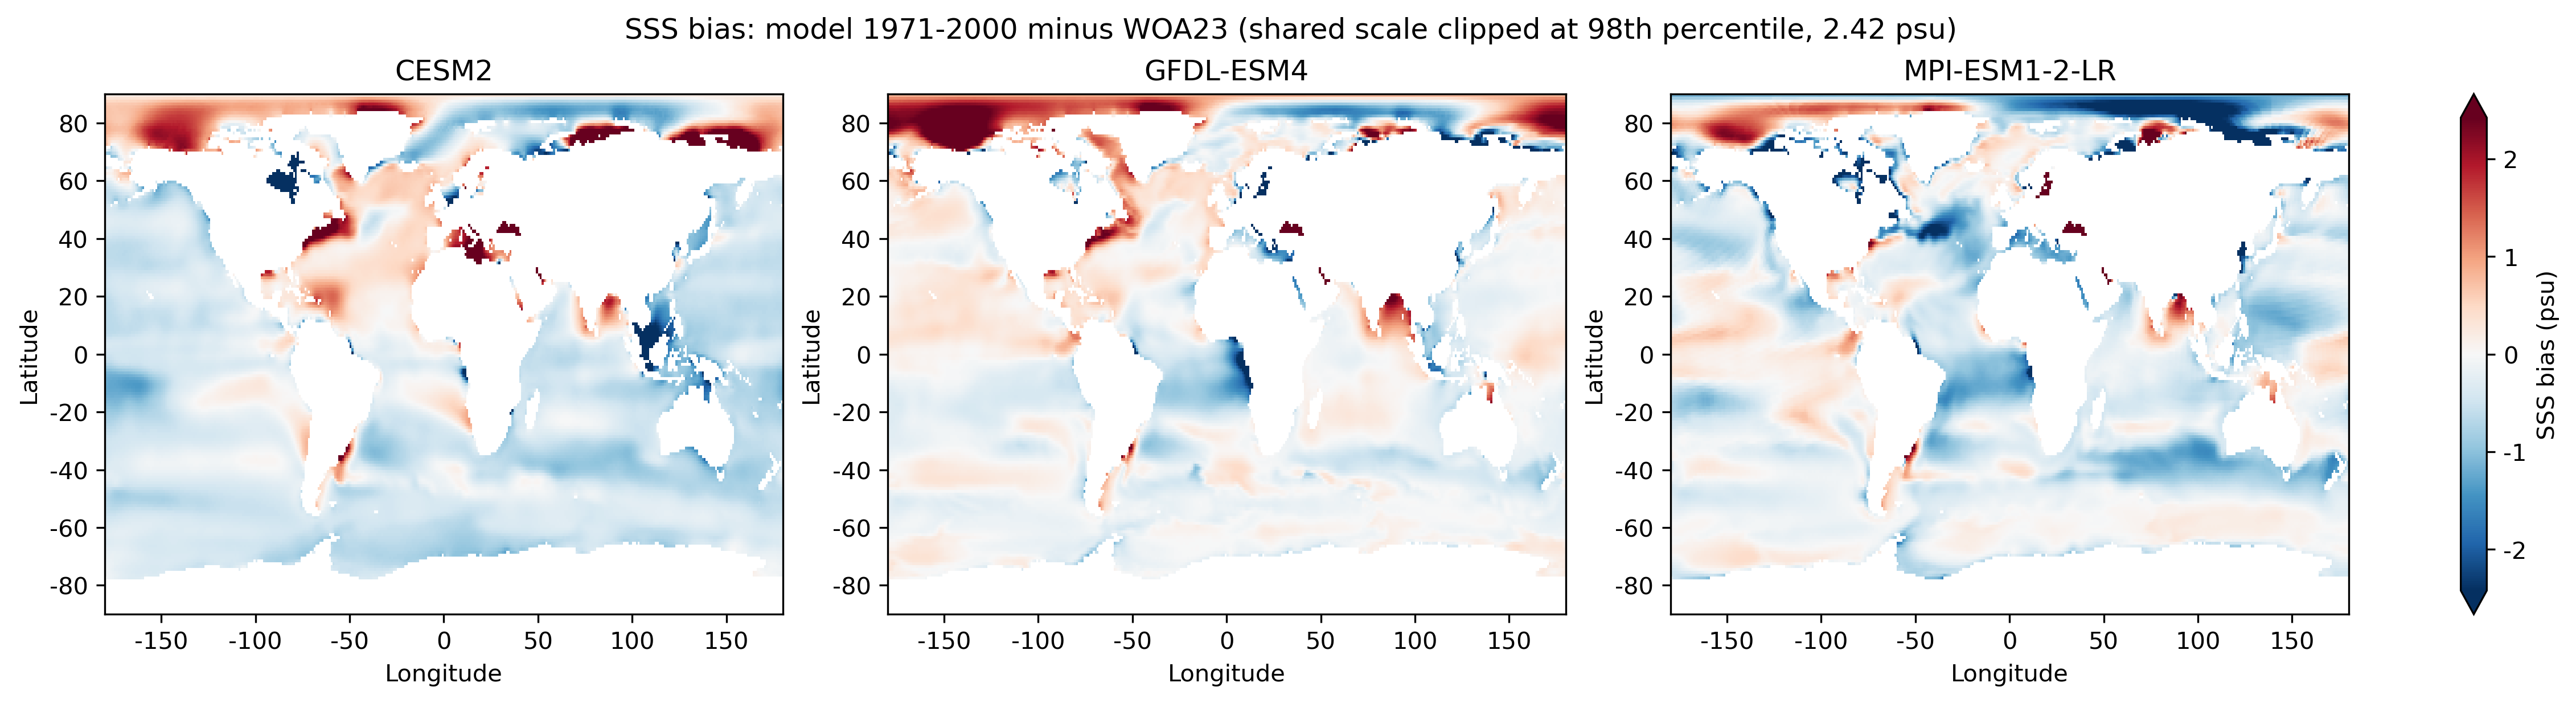 SSS bias: model 1971-2000 minus WOA23 (shared scale clipped at 98th percentile, 2.42 psu)
CESM2
GFDL-ESM4
MPI-ESM1-2-LR
80
60
40
20
0
-20
-40
-60
-80
Latitude
-150 -100 -50 0 50 100 150
Longitude
80
60
40
20
0
-20
-40
-60
-80
Latitude
-150 -100 -50 0 50 100 150
Longitude
80
60
40
20
0
-20
-40
-60
-80
Latitude
-150 -100 -50 0 50 100 150
Longitude
2
1
0
-1
-2
SSS bias (psu)